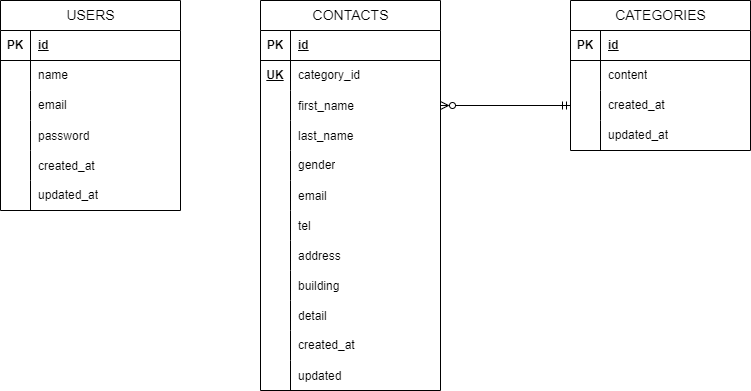 USERS
PK id
name
email
password
created_at
updated_at
CONTACTS
PK id
UK category_id
first_name
last_name
gender
email
tel
address
building
detail
created_at
updated
CATEGORIES
PK id
content
created_at
updated_at